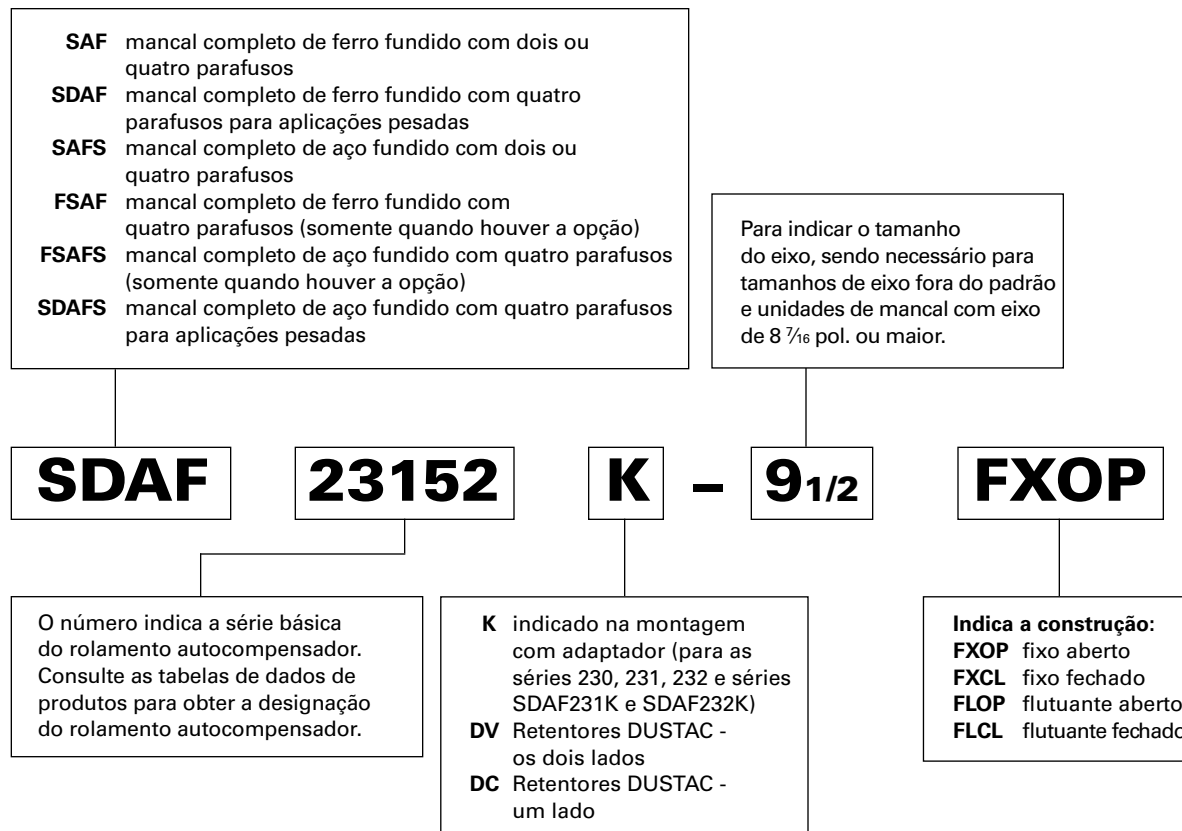 SAF mancal completo de ferro fundido com dois ou
quatro parafusos
SDAF mancal completo de ferro fundido com quatro
parafusos para aplicações pesadas
SAFS mancal completo de aço fundido com dois ou
quatro parafusos
FSAF mancal completo de ferro fundido com
quatro parafusos (somente quando houver a opção)
FSAFS mancal completo de aço fundido com quatro parafusos
(somente quando houver a opção)
SDAFS mancal completo de aço fundido com quatro parafusos
para aplicações pesadas
Para indicar o tamanho
do eixo, sendo necessário para
tamanhos de eixo fora do padrão
e unidades de mancal com eixo
de 8 7/16 pol. ou maior.
SDAF 23152 K – 9 1/2 FXOP
O número indica a série básica
do rolamento autocompensador.
Consulte as tabelas de dados de
produtos para obter a designação
do rolamento autocompensador.
K indicado na montagem
com adaptador (para as
séries 230, 231, 232 e séries
SDAF231K e SDAF232K)
DV Retentores DUSTAC -
os dois lados
DC Retentores DUSTAC -
um lado
Indica a construção:
FXOP fixo aberto
FXCL fixo fechado
FLOP flutuante aberto
FLCL flutuante fechado